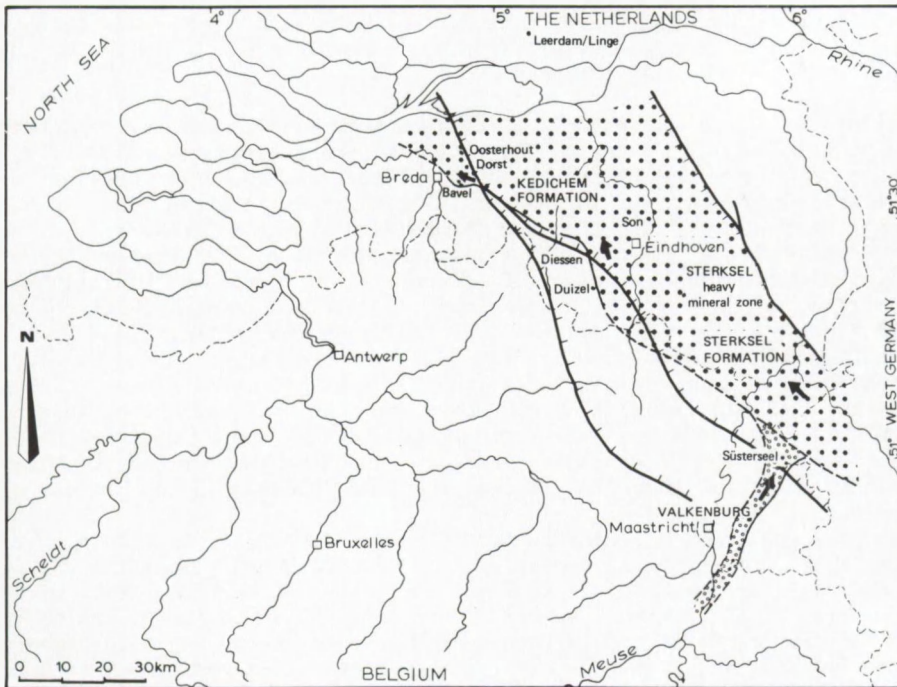 4°
5°
6°
THE NETHERLANDS
Leerdam/Linge
NORTH SEA
Rhine
Oosterhout
Dorst
Breda
Bavel
KEDICHEM
FORMATION
51°30'
Son
Eindhoven
Diessen
Duizel
STERKSEL
heavy
mineral zone
STERKSEL
FORMATION
N
Antwerp
WEST GERMANY
51°
Süsterseel
VALKENBURG
Maastricht
Bruxelles
Scheldt
0 10 20 30km
BELGIUM
Meuse